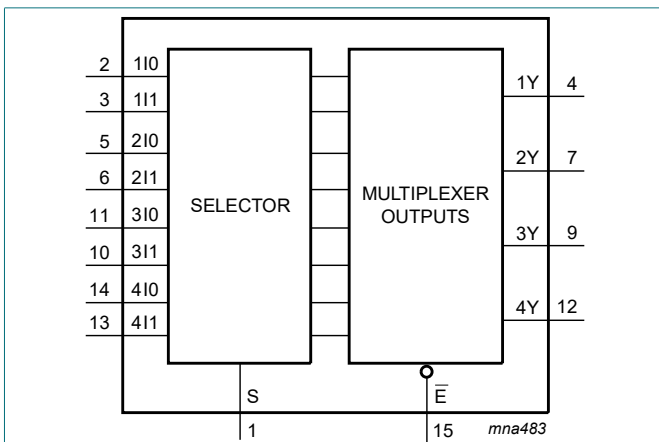 2 1I0
3 1I1
5 2I0
6 2I1
11 3I0
10 3I1
14 4I0
13 4I1
SELECTOR
MULTIPLEXER
OUTPUTS
1Y 4
2Y 7
3Y 9
4Y 12
S
1
E̅
15
mna483